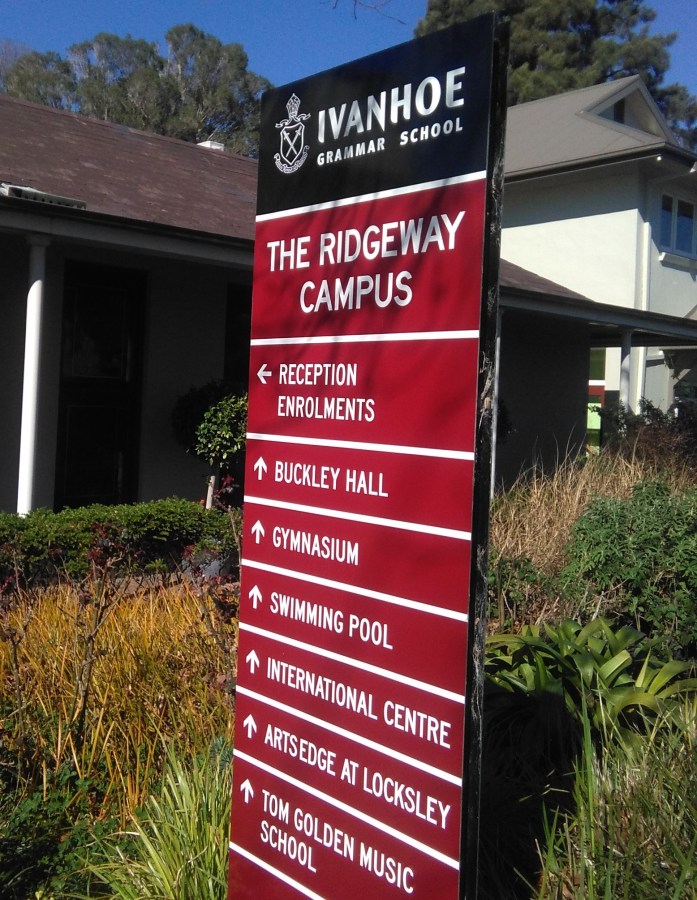 IVANHOE
GRAMMAR SCHOOL
THE RIDGEWAY
CAMPUS
← RECEPTION
ENROLMENTS
↑ BUCKLEY HALL
↑ GYMNASIUM
↑ SWIMMING POOL
↑ INTERNATIONAL CENTRE
↑ ARTSEDGE AT LOCKSLEY
↑ TOM GOLDEN MUSIC
SCHOOL